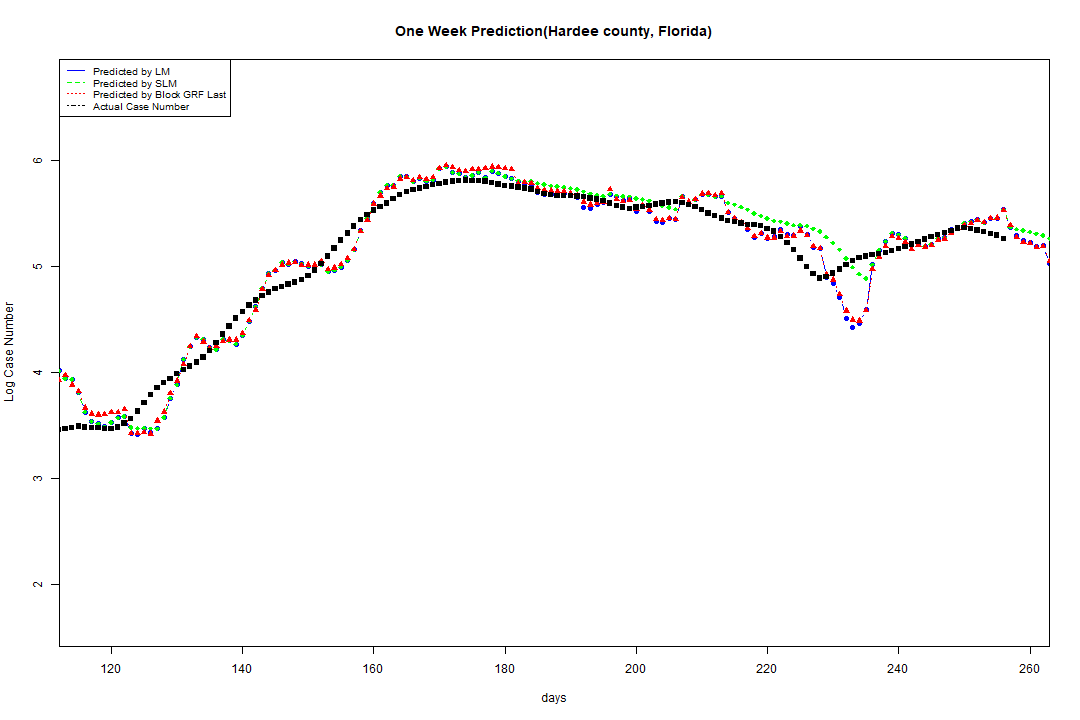 One Week Prediction(Hardee county, Florida)
Predicted by LM
Predicted by SLM
Predicted by Block GRF Last
Actual Case Number
6
5
4
3
2
Log Case Number
120 140 160 180 200 220 240 260
days